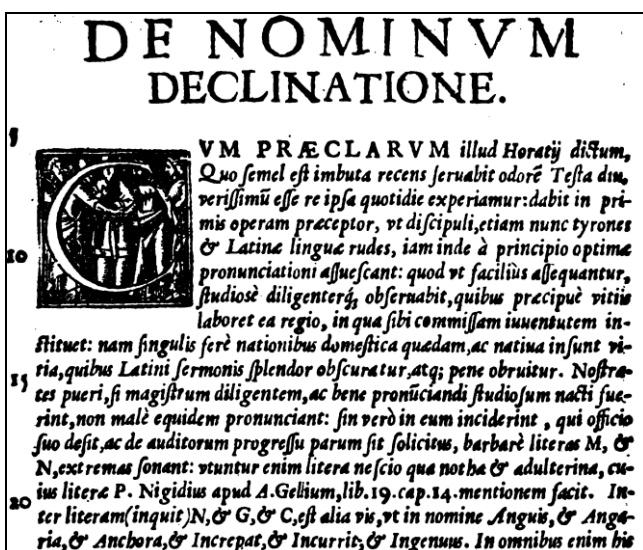 DE NOMINVM
DECLINATIONE.
5
CVM PRÆCLARVM illud Horatij dictum,
Quo semel est imbuta recens seruabit odorē Testa diu,
verissimū esse re ipsa quotidie experiamur: dabit in pri-
mis operam præceptor, vt discipuli, etiam nunc tyrones
10
& Latinæ linguæ rudes, iam inde à principio optimæ
pronunciationi assuescant: quod vt faciliùs assequantur,
studiosè diligenterq́; obseruabit, quibus præcipuè vitiis
laboret ea regio, in qua sibi commissam iuuentutem in-
stituet: nam singulis ferè nationibus domestica quædam, ac natiua insunt vi-
15
tia, quibus Latini sermonis splendor obscuratur, atq; pene obruitur. Nostra-
tes pueri, si magistrum diligentem, ac bene pronūciandi studiosum nacti fue-
rint, non malè equidem pronunciant: sin verò in eum inciderint, qui officio
suo desit, ac de auditorum progressu parum sit solicitus, barbarè literas M, &
N, extremas sonant: vtuntur enim litera nescio qua notha & adulterina, cu-
20
ius literæ P. Nigidius apud A. Gellium, lib. 19. cap. 14. mentionem facit. In-
ter literam (inquit) N, & G, & C, est alia vis, vt in nomine Anguis, & Anga-
ria, & Anchora, & Increpat, & Incurrit, & Ingenuus. In omnibus enim his